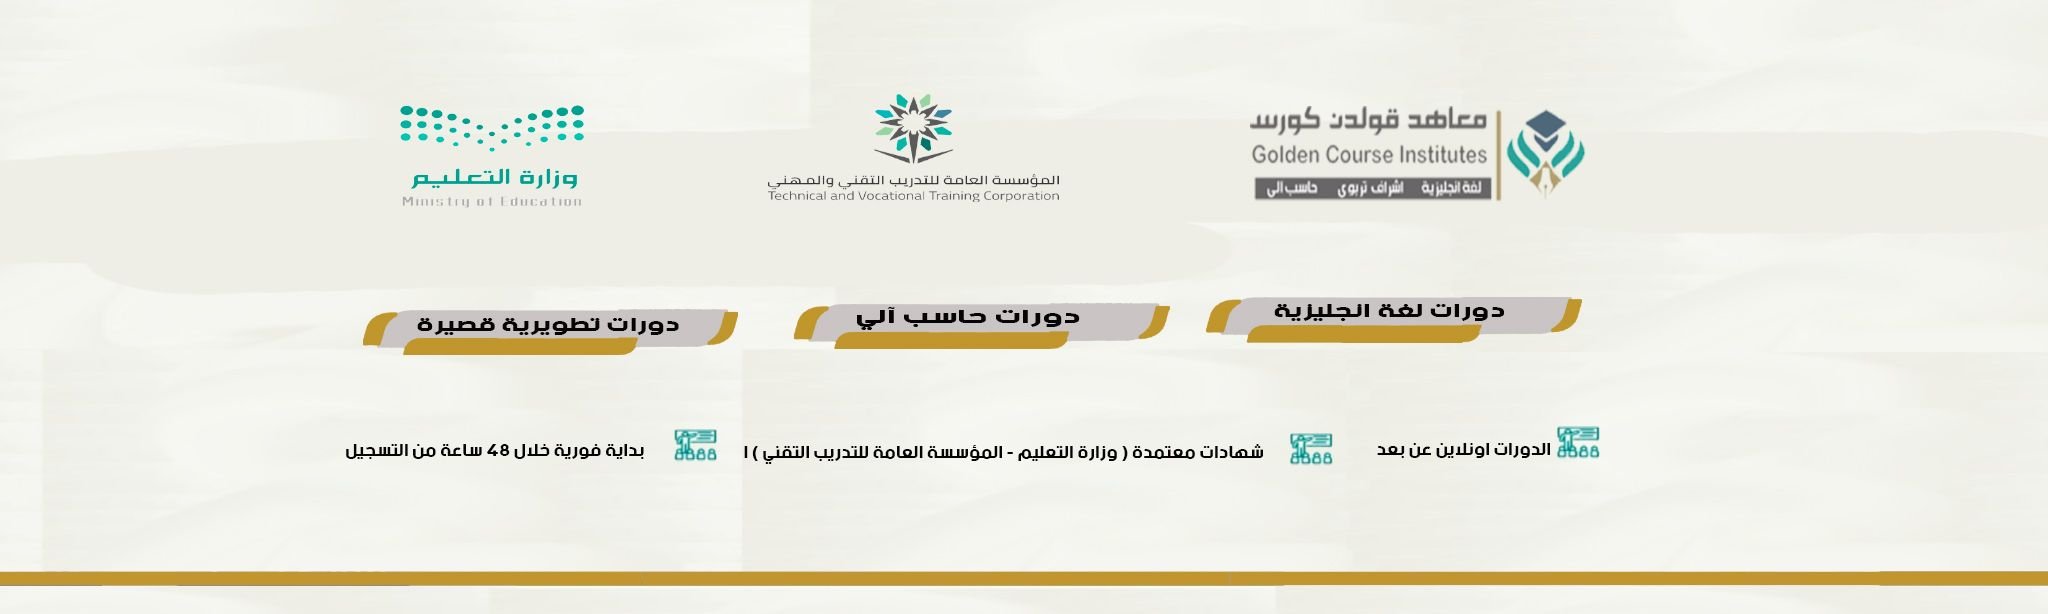 معاهد قولدن كورس
Golden Course Institutes
لغة انجليزية اشراف تربوي حاسب الي
المؤسسة العامة للتدريب التقني والمهني
Technical and Vocational Training Corporation
وزارة التعليم
Ministry of Education
دورات لغة انجليزية
دورات حاسب آلي
دورات تطويرية قصيرة
الدورات اونلاين عن بعد
شهادات معتمدة ( وزارة التعليم - المؤسسة العامة للتدريب التقني ) ا
بداية فورية خلال 48 ساعة من التسجيل